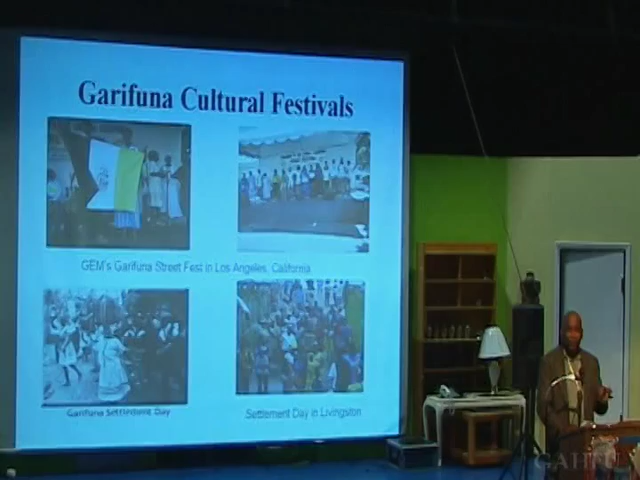 Garifuna Cultural Festivals
GEM's Garifuna Street Fest in Los Angeles, California
Garifuna Settlement Day
Settlement Day in Livingston